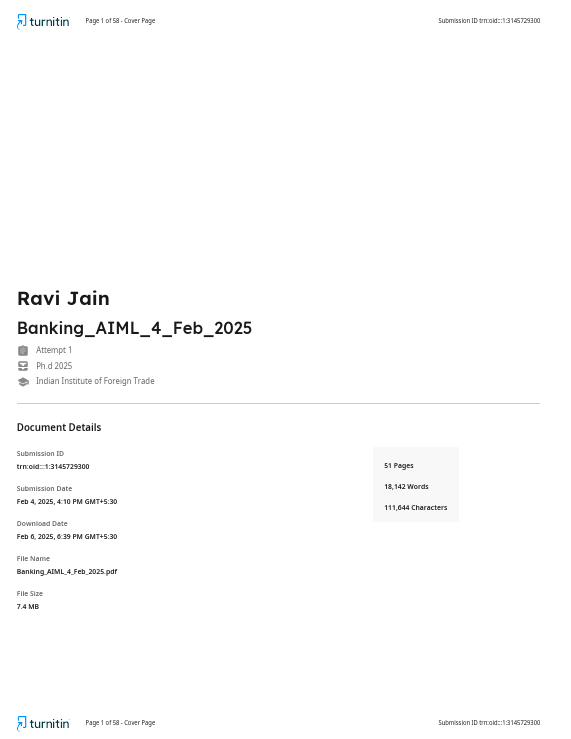 turnitin Page 1 of 58 - Cover Page Submission ID trn:oid:::1:3145729300
Ravi Jain
Banking_AIML_4_Feb_2025
Attempt 1
Ph.d 2025
Indian Institute of Foreign Trade
Document Details
Submission ID
trn:oid:::1:3145729300
Submission Date
Feb 4, 2025, 4:10 PM GMT+5:30
Download Date
Feb 6, 2025, 6:39 PM GMT+5:30
File Name
Banking_AIML_4_Feb_2025.pdf
File Size
7.4 MB
51 Pages
18,142 Words
111,644 Characters
turnitin Page 1 of 58 - Cover Page Submission ID trn:oid:::1:3145729300